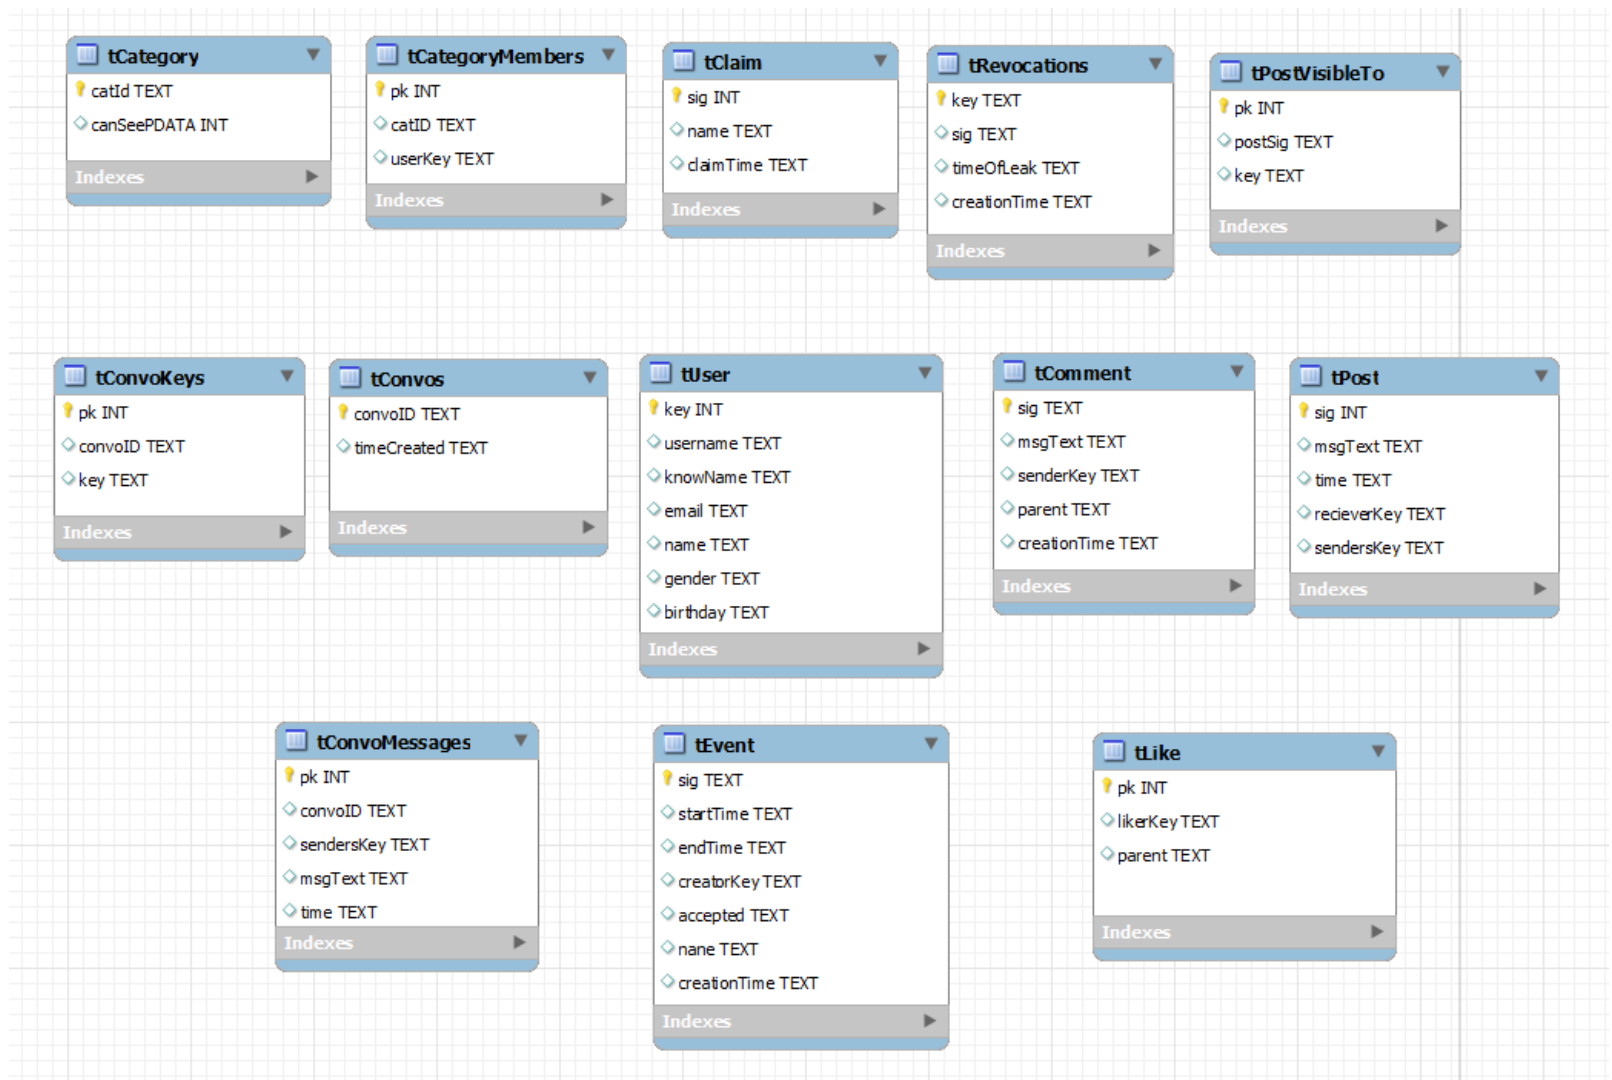 tCategory
catId TEXT
canSeePDATA INT
Indexes
tCategoryMembers
pk INT
catID TEXT
userKey TEXT
Indexes
tClaim
sig INT
name TEXT
claimTime TEXT
Indexes
tRevocations
key TEXT
sig TEXT
timeOfLeak TEXT
creationTime TEXT
Indexes
tPostVisibleTo
pk INT
postSig TEXT
key TEXT
Indexes
tConvoKeys
pk INT
convoID TEXT
key TEXT
Indexes
tConvos
convoID TEXT
timeCreated TEXT
Indexes
tUser
key INT
username TEXT
knowName TEXT
email TEXT
name TEXT
gender TEXT
birthday TEXT
Indexes
tComment
sig TEXT
msgText TEXT
senderKey TEXT
parent TEXT
creationTime TEXT
Indexes
tPost
sig INT
msgText TEXT
time TEXT
recieverKey TEXT
sendersKey TEXT
Indexes
tConvoMessages
pk INT
convoID TEXT
sendersKey TEXT
msgText TEXT
time TEXT
Indexes
tEvent
sig TEXT
startTime TEXT
endTime TEXT
creatorKey TEXT
accepted TEXT
nane TEXT
creationTime TEXT
Indexes
tLike
pk INT
likerKey TEXT
parent TEXT
Indexes